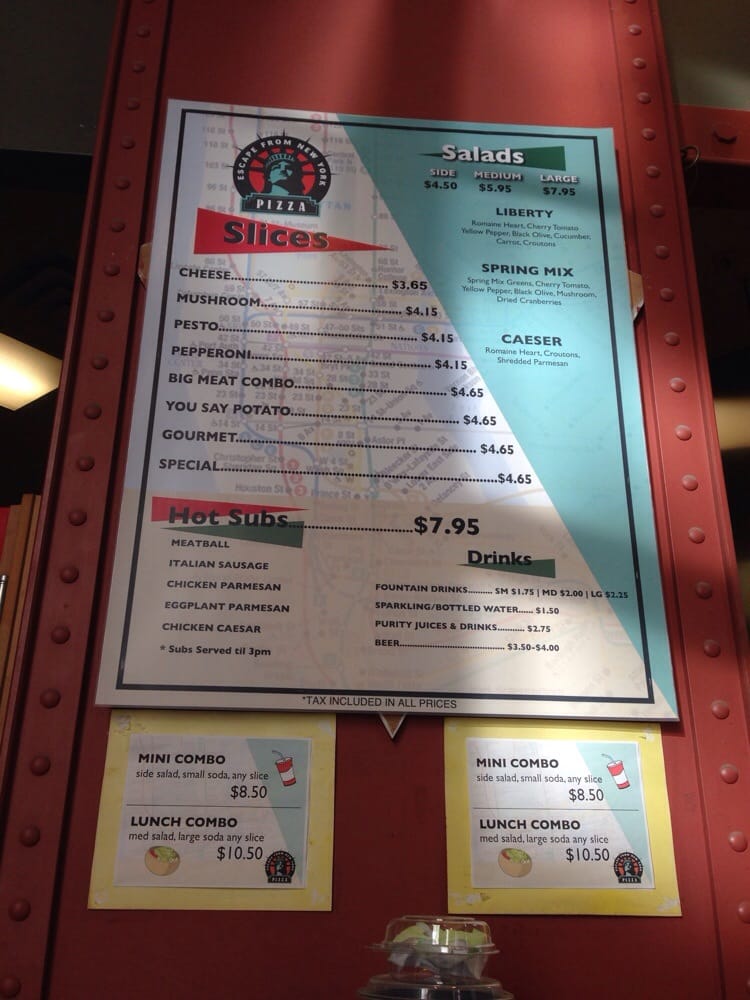 ESCAPE FROM NEW YORK
PIZZA
Slices
CHEESE.......... $3.65
MUSHROOM.......... $4.15
PESTO.......... $4.15
PEPPERONI.......... $4.15
BIG MEAT COMBO.......... $4.65
YOU SAY POTATO.......... $4.65
GOURMET.......... $4.65
SPECIAL.......... $4.65
Salads
SIDE MEDIUM LARGE
$4.50 $5.95 $7.95
LIBERTY
Romaine Heart, Cherry Tomato
Yellow Pepper, Black Olive, Cucumber,
Carrot, Croutons
SPRING MIX
Spring Mix Greens, Cherry Tomato,
Yellow Pepper, Black Olive, Mushroom,
Dried Cranberries
CAESER
Romaine Heart, Croutons,
Shredded Parmesan
Hot Subs.......... $7.95
MEATBALL
ITALIAN SAUSAGE
CHICKEN PARMESAN
EGGPLANT PARMESAN
CHICKEN CAESAR
* Subs Served til 3pm
Drinks
FOUNTAIN DRINKS.......... SM $1.75 | MD $2.00 | LG $2.25
SPARKLING/BOTTLED WATER...... $1.50
PURITY JUICES & DRINKS.......... $2.75
BEER.......... $3.50-$4.00
*TAX INCLUDED IN ALL PRICES
MINI COMBO
side salad, small soda, any slice
$8.50
LUNCH COMBO
med salad, large soda any slice
$10.50
PIZZA
MINI COMBO
side salad, small soda, any slice
$8.50
LUNCH COMBO
med salad, large soda any slice
$10.50
PIZZA